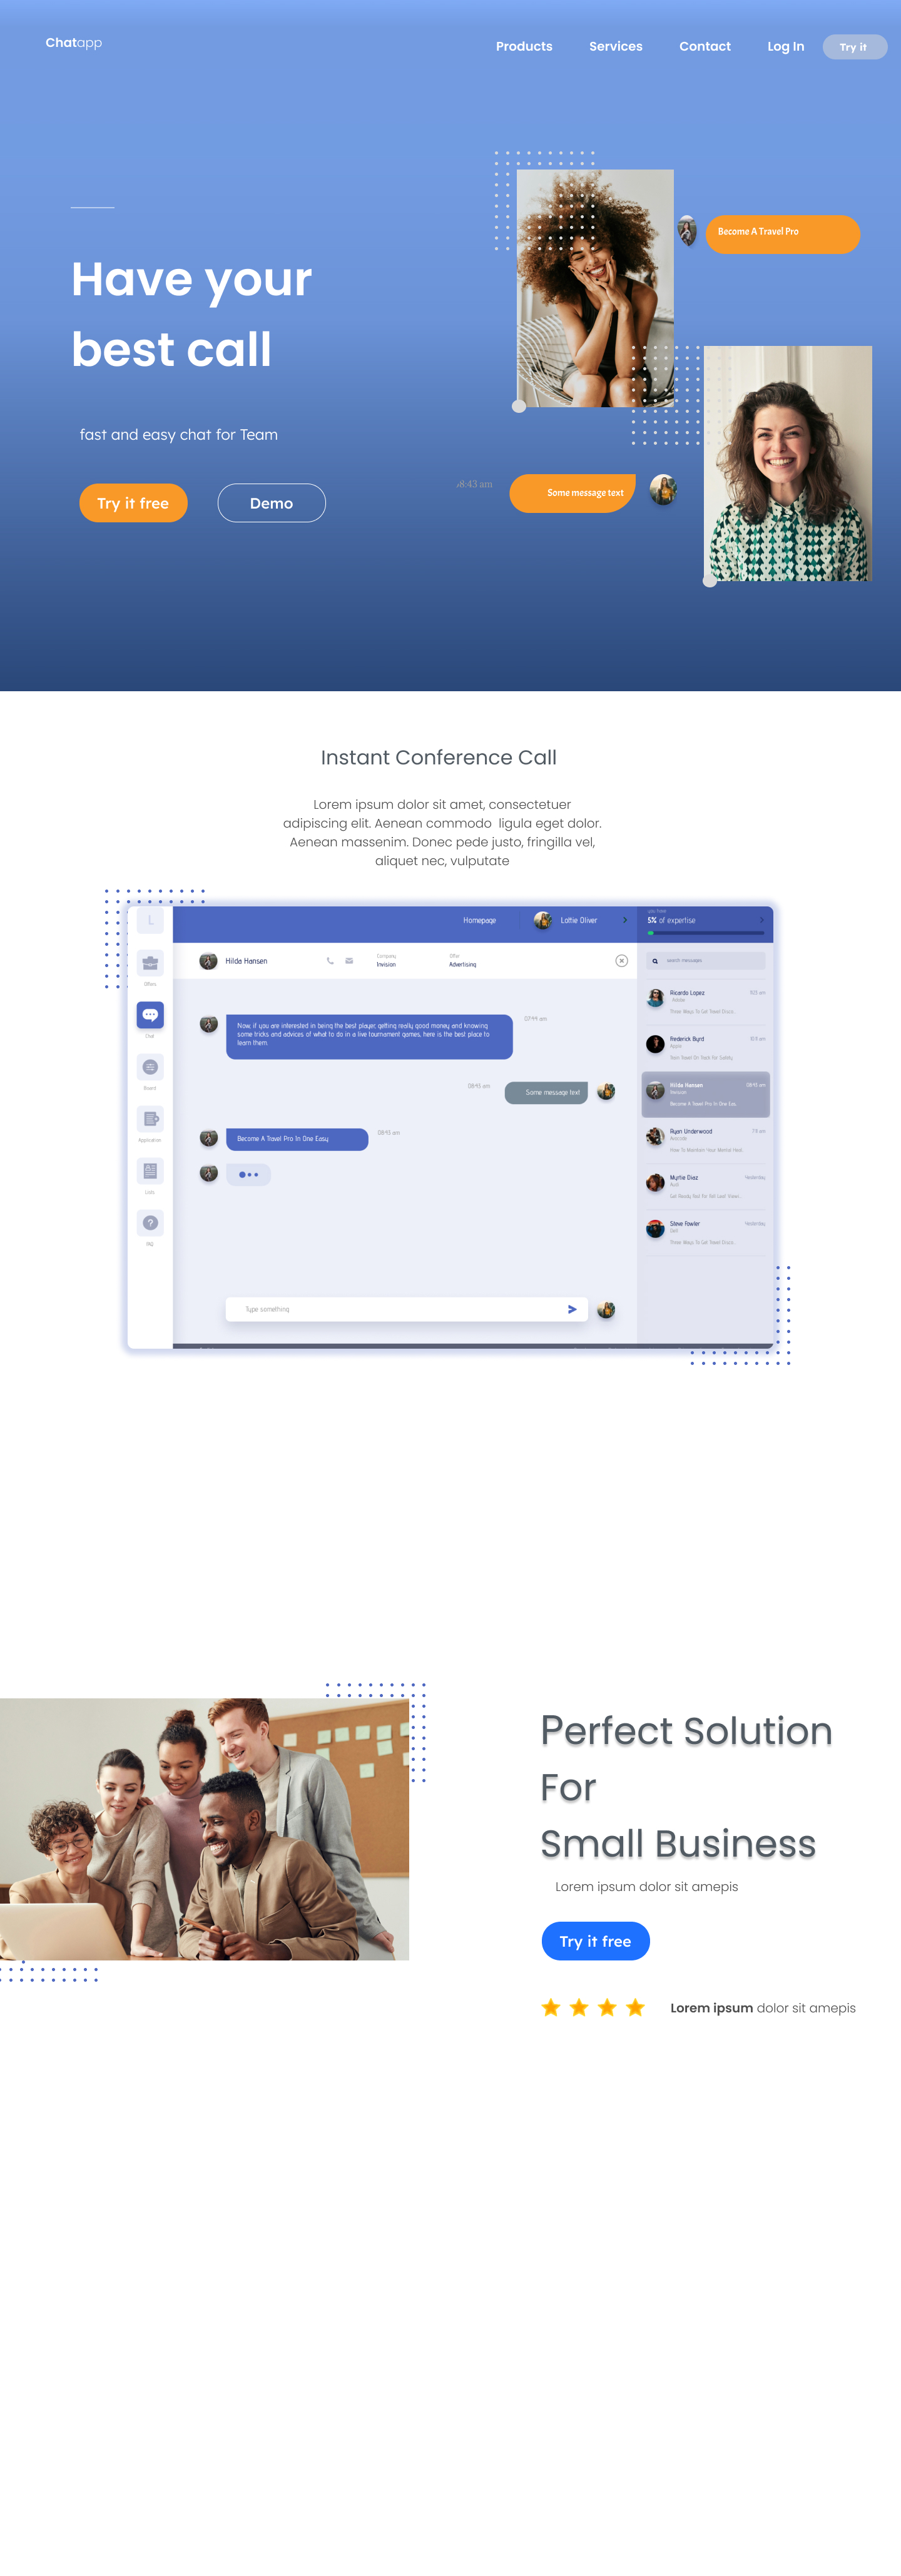 Chatapp
Products Services Contact Log In Try it
Become A Travel Pro
Have your
best call
fast and easy chat for Team
8:43 am
Some message text
Try it free
Demo
Instant Conference Call
Lorem ipsum dolor sit amet, consectetuer
adipiscing elit. Aenean commodo ligula eget dolor.
Aenean massenim. Donec pede justo, fringilla vel,
aliquet nec, vulputate
L
Homepage
Lottie Oliver
5% of expertise
Hilda Hansen
Company
Invision
Offer
Advertising
search messages
Offers
Chat
Board
Application
Lists
FAQ
Now, if you are interested in being the best player, getting really good money and knowing
some tricks and advices of what to do in a live tournament games, here is the best place to
learn them.
07:44 am
08:43 am
Some message text
Become A Travel Pro In One Easy
08:43 am
Type something
Ricardo Lopez
Adobe
Three Ways To Get Travel Disco..
Frederick Byrd
Apple
Train Travel On Track For Safety
Hilda Hansen
08:43 am
Invision
Become A Travel Pro In One Eas..
Ryan Underwood
How To Maintain Your Mental Heal..
Myrtle Diaz
Yesterday
Audi
Get Ready Fast For Fall Leaf Viewi..
Steve Fowler
Yesterday
Dell
Three Ways To Get Travel Disco..
Perfect Solution
For
Small Business
Lorem ipsum dolor sit amepis
Try it free
Lorem ipsum dolor sit amepis